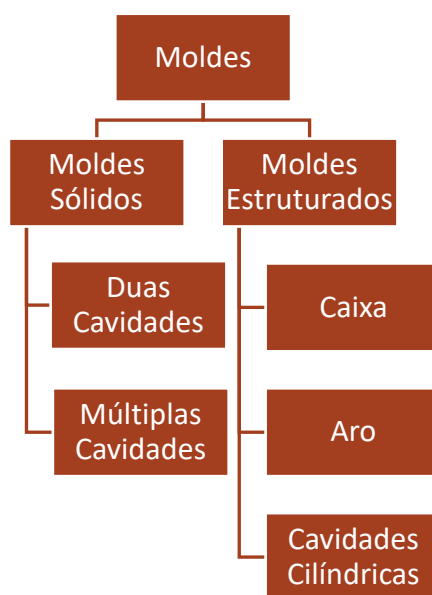 Moldes
Moldes
Sólidos
Duas
Cavidades
Múltiplas
Cavidades
Moldes
Estruturados
Caixa
Aro
Cavidades
Cilíndricas